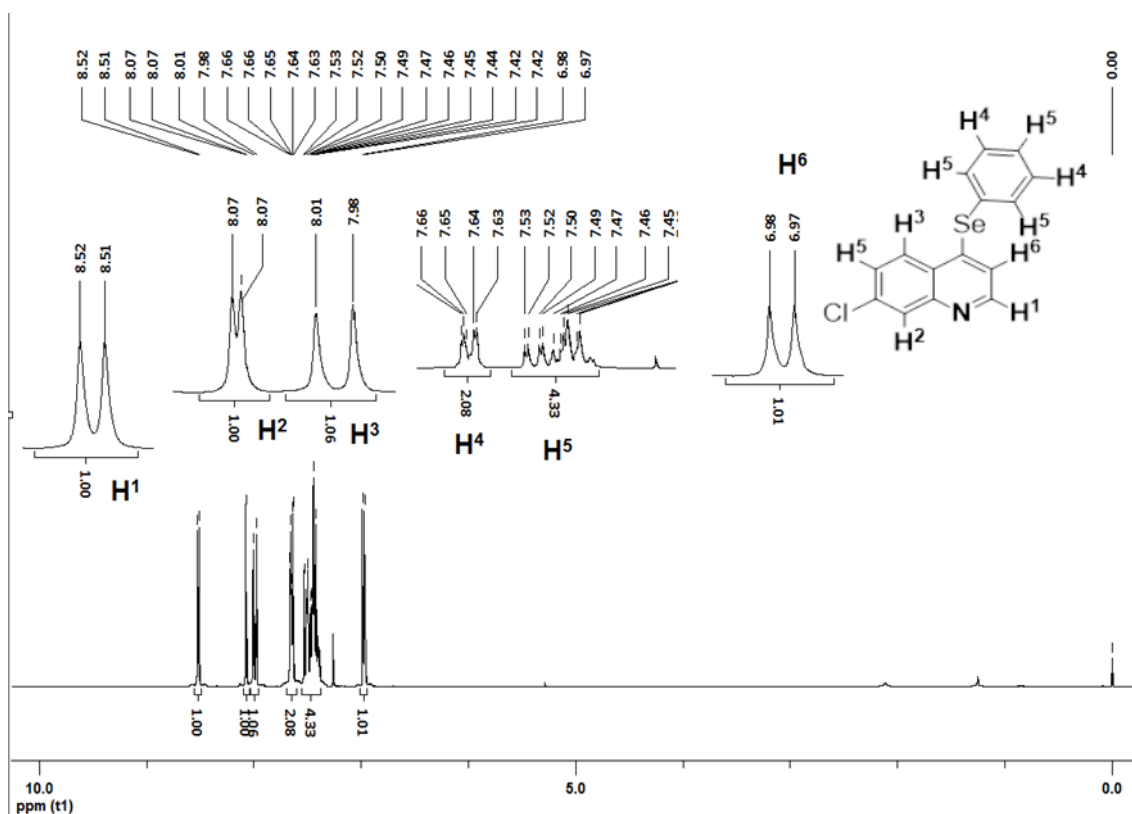 8.52 8.51 8.07 8.07 8.01 7.98 7.66 7.66 7.65 7.64 7.63 7.53 7.52 7.50 7.49 7.47 7.46 7.45 7.44 7.42 7.42 6.98 6.97 0.00
H4 H5
H6
H5 H4
8.52 8.51
8.07 8.07
8.01 7.98
7.66 7.65 7.64 7.63 7.53 7.52 7.50 7.49 7.47 7.46 7.45
6.98 6.97
Se H5
H3
H5 H6
Cl N H1
H2
1.00 H1
1.00 H2
1.06 H3
2.08 H4
4.33 H5
1.01
1.00 1.00 1.06 2.08 4.33 1.01
10.0 5.0 0.0
ppm (t1)